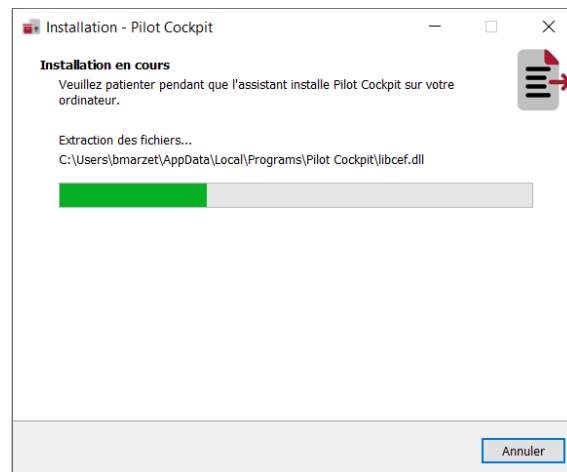 Installation - Pilot Cockpit
Installation en cours
Veuillez patienter pendant que l'assistant installe Pilot Cockpit sur votre
ordinateur.
Extraction des fichiers...
C:\Users\bmarzet\AppData\Local\Programs\Pilot Cockpit\libcef.dll
Annuler